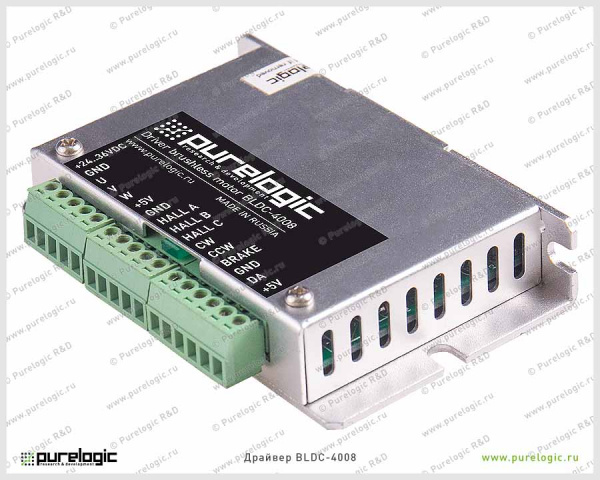 © Purelogic R&D
www.purelogic.ru
relogic
removed
purelogic
research & development
Driver brushless motor BLDC-4008
www.purelogic.ru
MADE IN RUSSIA
+24..36VDC
GND
U
V
W
+5V
GND
HALL A
HALL B
HALL C
CW
CCW
BRAKE
GND
DA
+5V
purelogic
research & development
Драйвер BLDC-4008
www.purelogic.ru